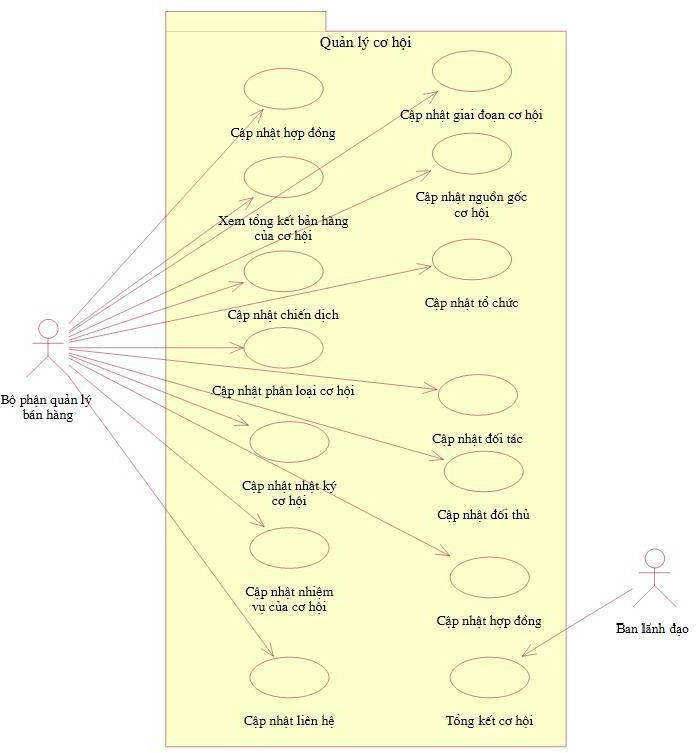 Quản lý cơ hội
Cập nhật hợp đồng
Cập nhật giai đoạn cơ hội
Xem tổng kết bản hàng
của cơ hội
Cập nhật nguồn gốc
cơ hội
Cập nhật chiến dịch
Cập nhật tổ chức
Bộ phận quản lý
bán hàng
Cập nhật phân loại cơ hội
Cập nhật đối tác
Cập nhật nhật ký
cơ hội
Cập nhật đối thủ
Cập nhật nhiệm
vụ của cơ hội
Cập nhật hợp đồng
Ban lãnh đạo
Cập nhật liên hệ
Tổng kết cơ hội